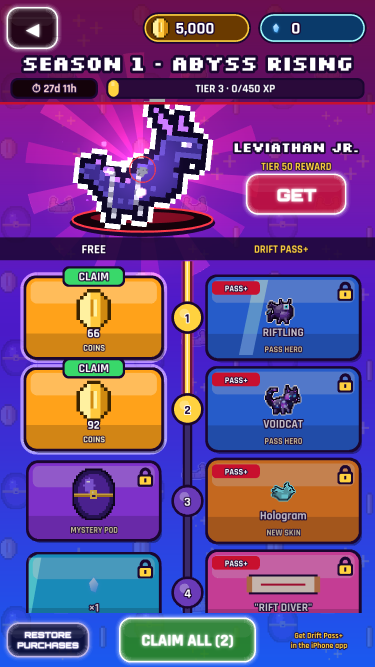 5,000
0
SEASON 1 - ABYSS RISING
27d 11h
TIER 3 · 0/450 XP
LEVIATHAN JR.
TIER 50 REWARD
GET
FREE
DRIFT PASS+
CLAIM
66
COINS
1
PASS+
RIFTLING
PASS HERO
CLAIM
92
COINS
2
PASS+
VOIDCAT
PASS HERO
MYSTERY POD
3
PASS+
Hologram
NEW SKIN
×1
4
PASS+
"RIFT DIVER"
RESTORE
PURCHASES
CLAIM ALL (2)
Get Drift Pass+
in the iPhone app